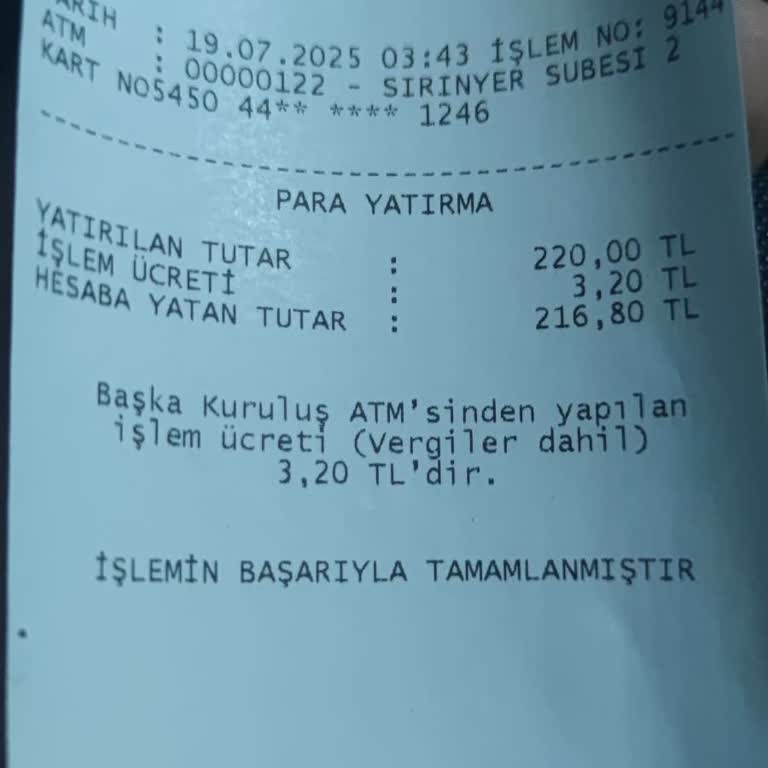 TARİH : 19.07.2025 03:43 İŞLEM NO: 9144
ATM : 00000122 - SIRINYER SUBESI 2
KART NO5450 44** **** 1246
--------------------------------------------------
PARA YATIRMA
YATIRILAN TUTAR : 220,00 TL
İŞLEM ÜCRETİ : 3,20 TL
HESABA YATAN TUTAR : 216,80 TL
Başka Kuruluş ATM'sinden yapılan
işlem ücreti (Vergiler dahil)
3,20 TL'dir.
İŞLEMİN BAŞARIYLA TAMAMLANMIŞTIR